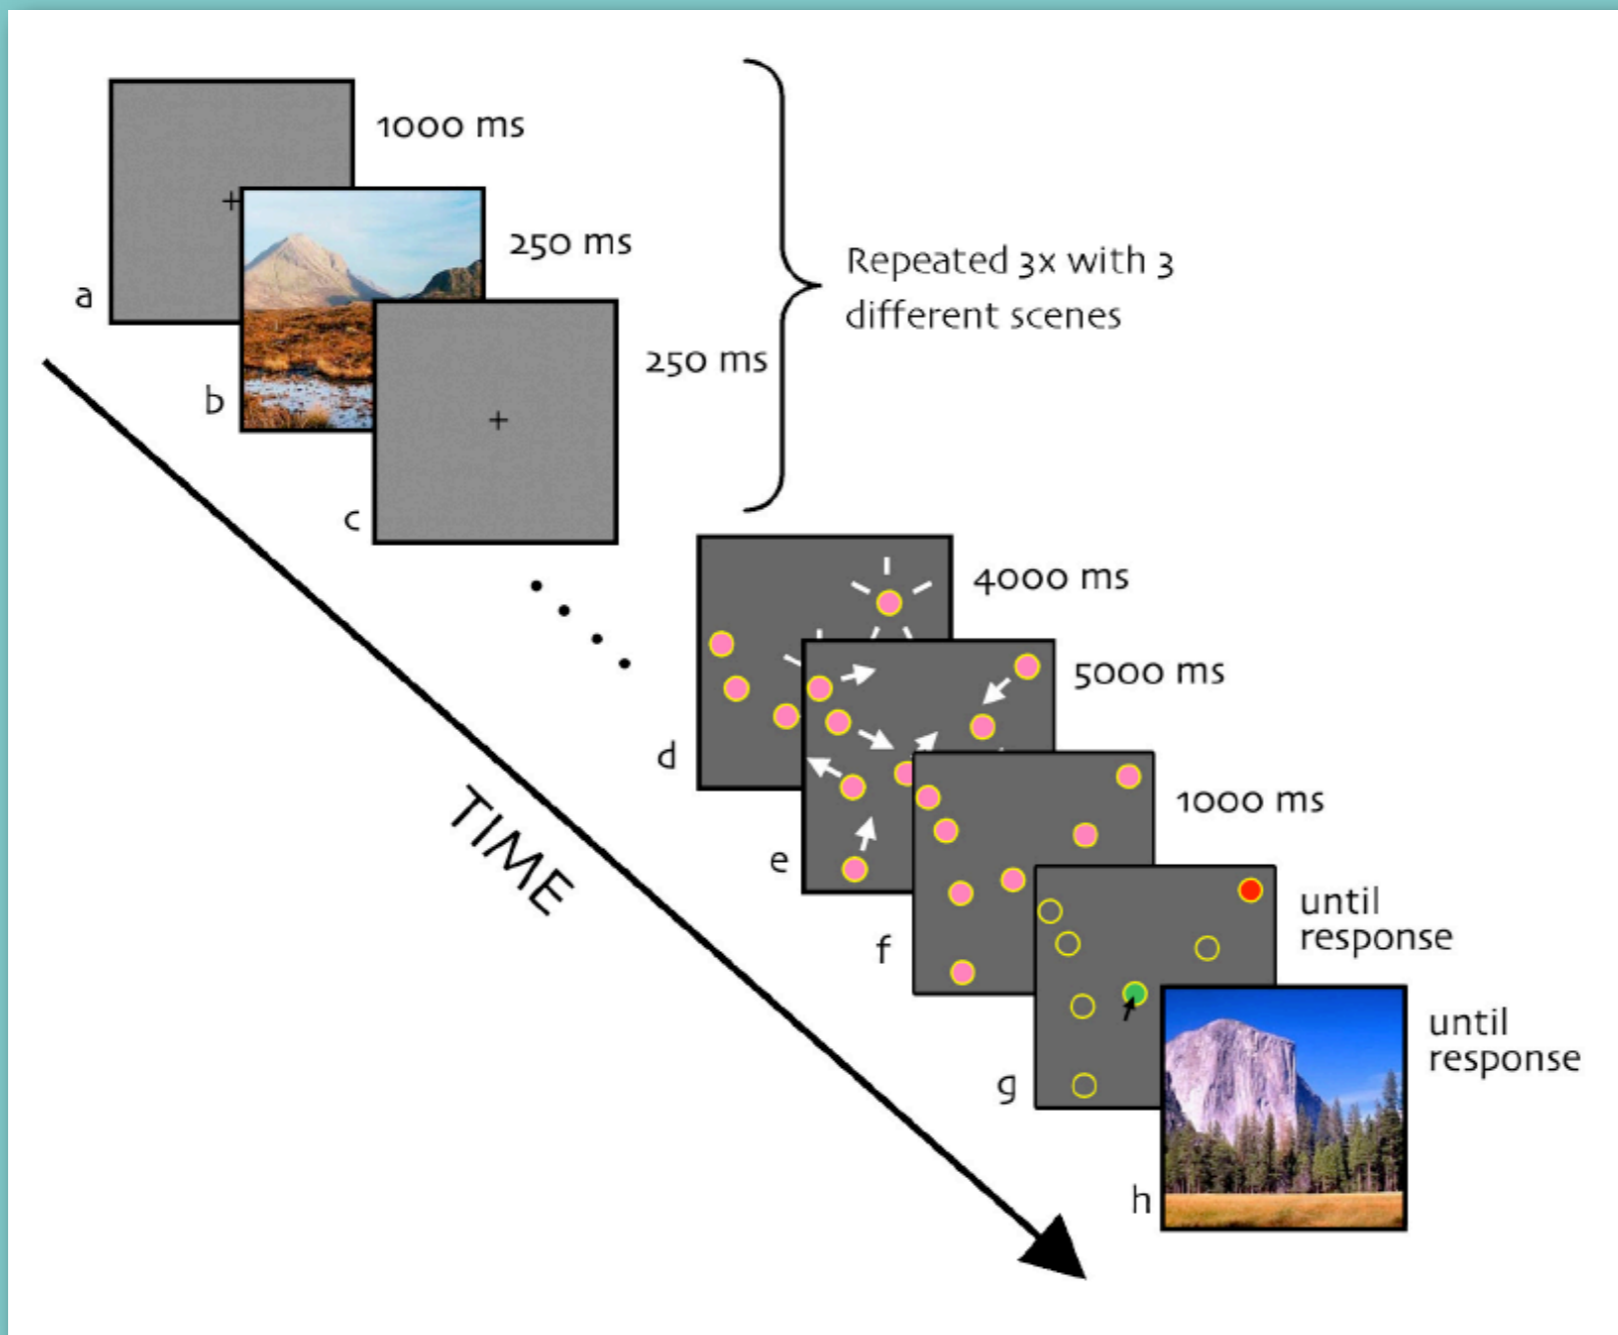 1000 ms
250 ms
a
Repeated 3x with 3
different scenes
250 ms
b
c
4000 ms
5000 ms
d
1000 ms
TIME
e
until
response
f
until
response
g
h